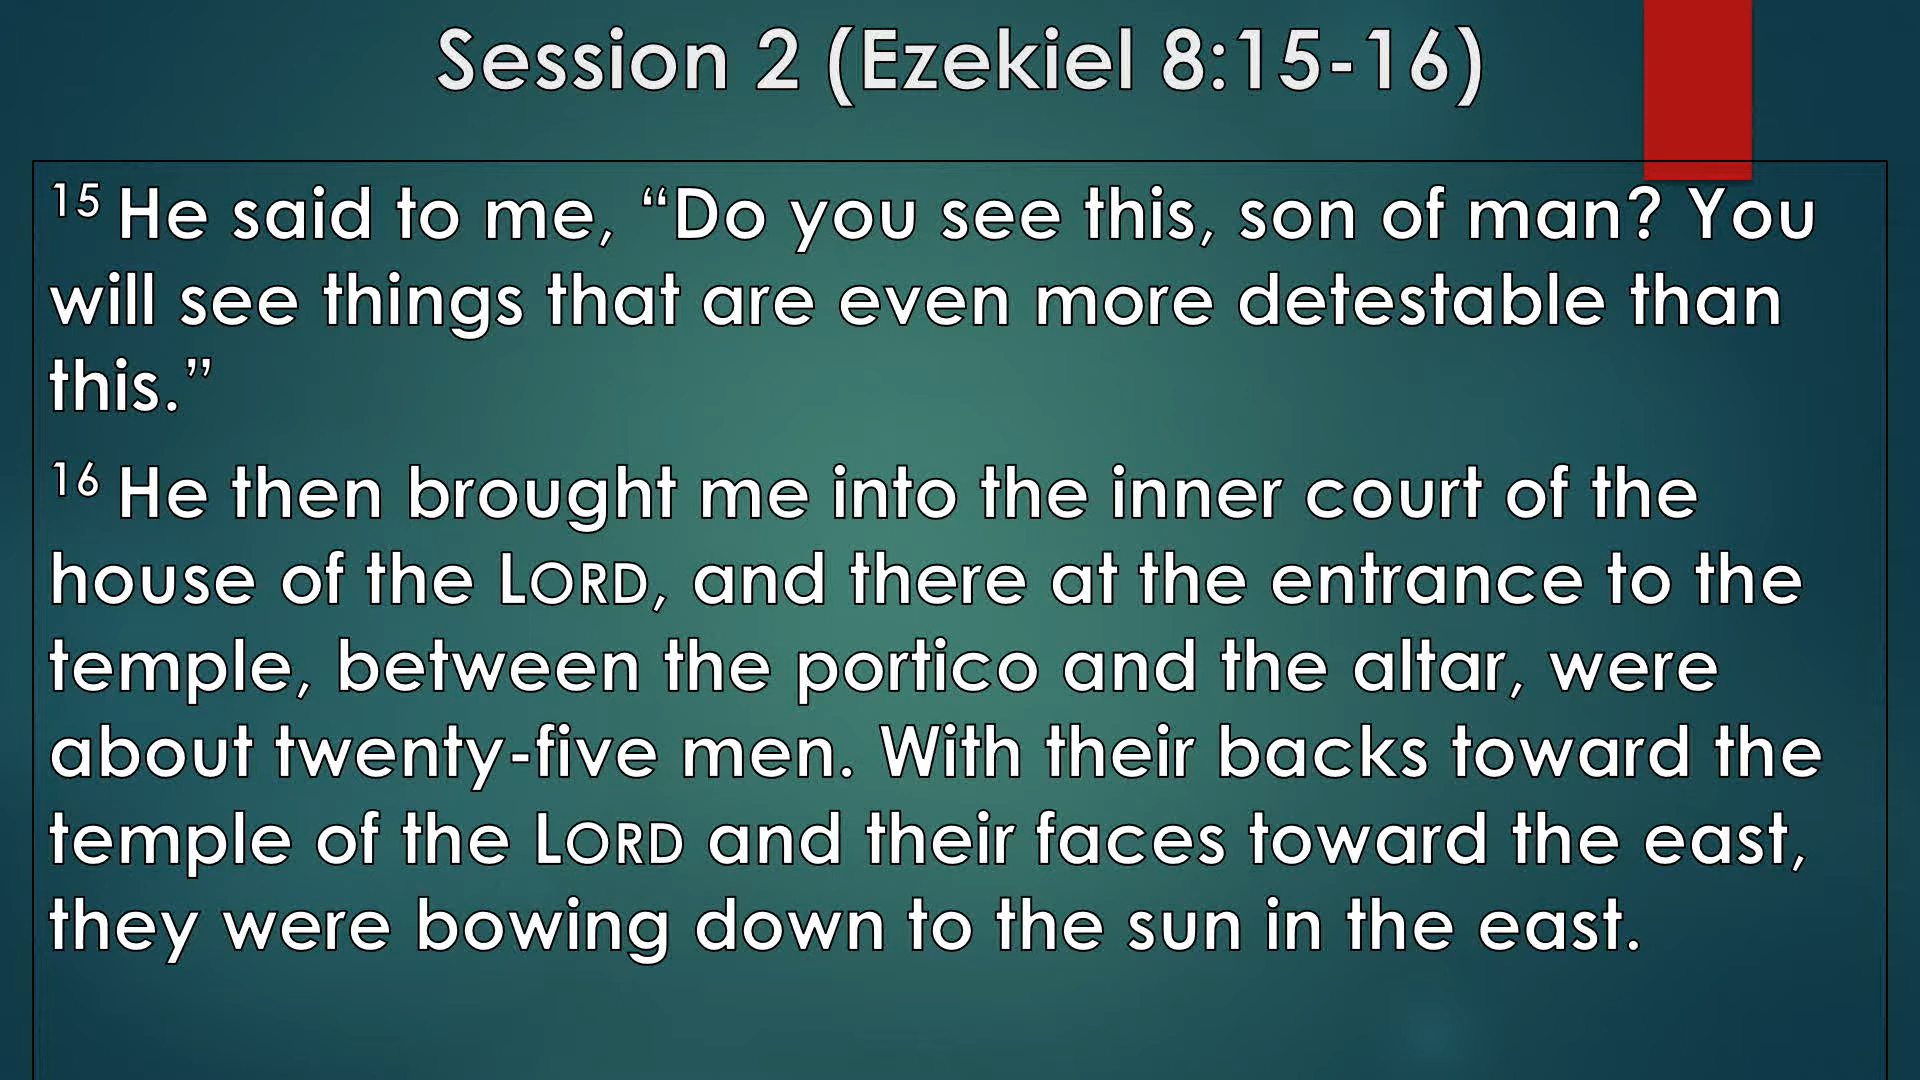 Session 2 (Ezekiel 8:15-16)
15 He said to me, “Do you see this, son of man? You
will see things that are even more detestable than
this.”
16 He then brought me into the inner court of the
house of the LORD, and there at the entrance to the
temple, between the portico and the altar, were
about twenty-five men. With their backs toward the
temple of the LORD and their faces toward the east,
they were bowing down to the sun in the east.